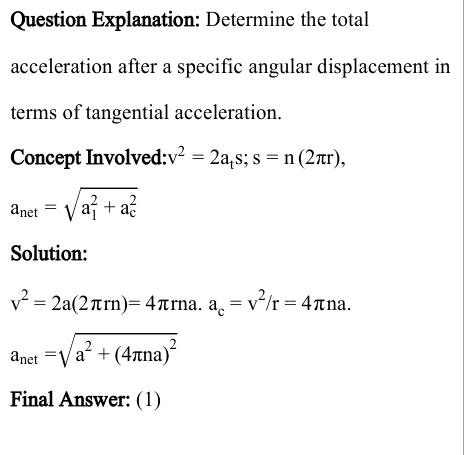 Question Explanation: Determine the total
acceleration after a specific angular displacement in
terms of tangential acceleration.
Concept Involved:v² = 2aₜs; s = n (2πr),
aₙₑₜ = √(a₁² + a꜀²)
Solution:
v² = 2a(2πrn)= 4πrna. a꜀ = v²/r = 4πna.
aₙₑₜ =√(a² + (4πna)²)
Final Answer: (1)